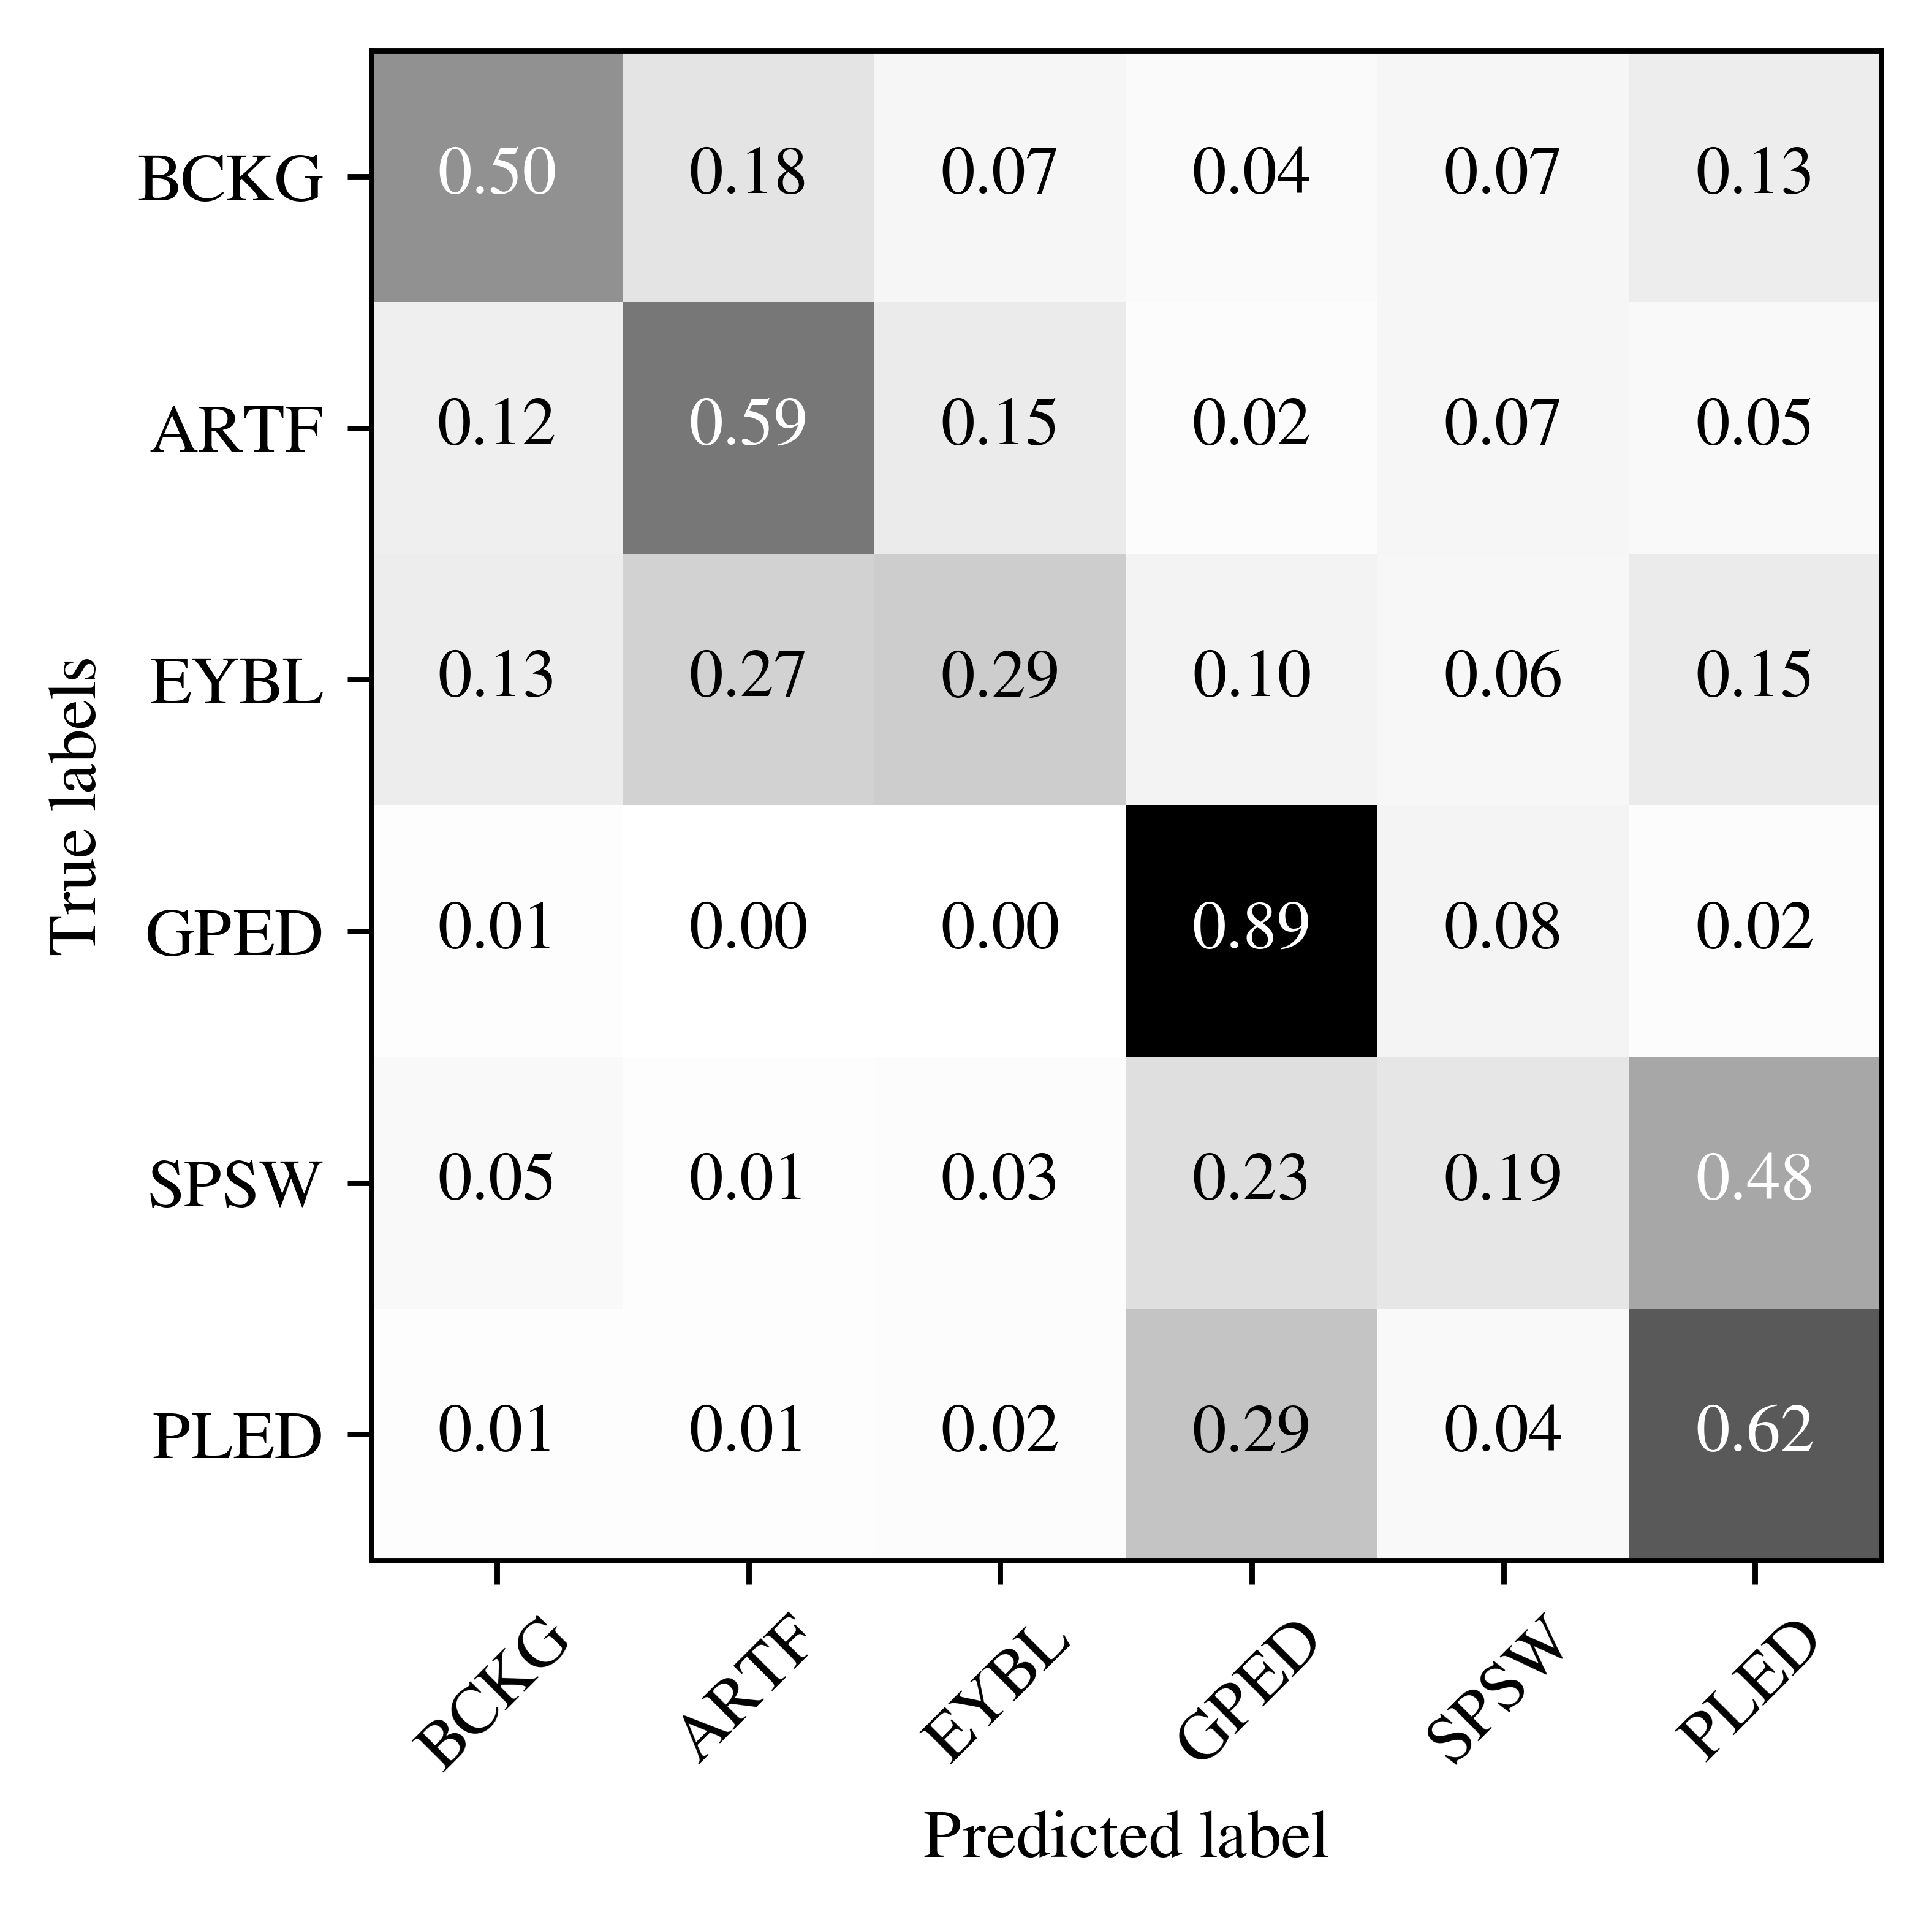 BCKG 0.50 0.18 0.07 0.04 0.07 0.13
ARTF 0.12 0.59 0.15 0.02 0.07 0.05
EYBL 0.13 0.27 0.29 0.10 0.06 0.15
GPED 0.01 0.00 0.00 0.89 0.08 0.02
SPSW 0.05 0.01 0.03 0.23 0.19 0.48
PLED 0.01 0.01 0.02 0.29 0.04 0.62
True labels
BCKG ARTF EYBL GPED SPSW PLED
Predicted label